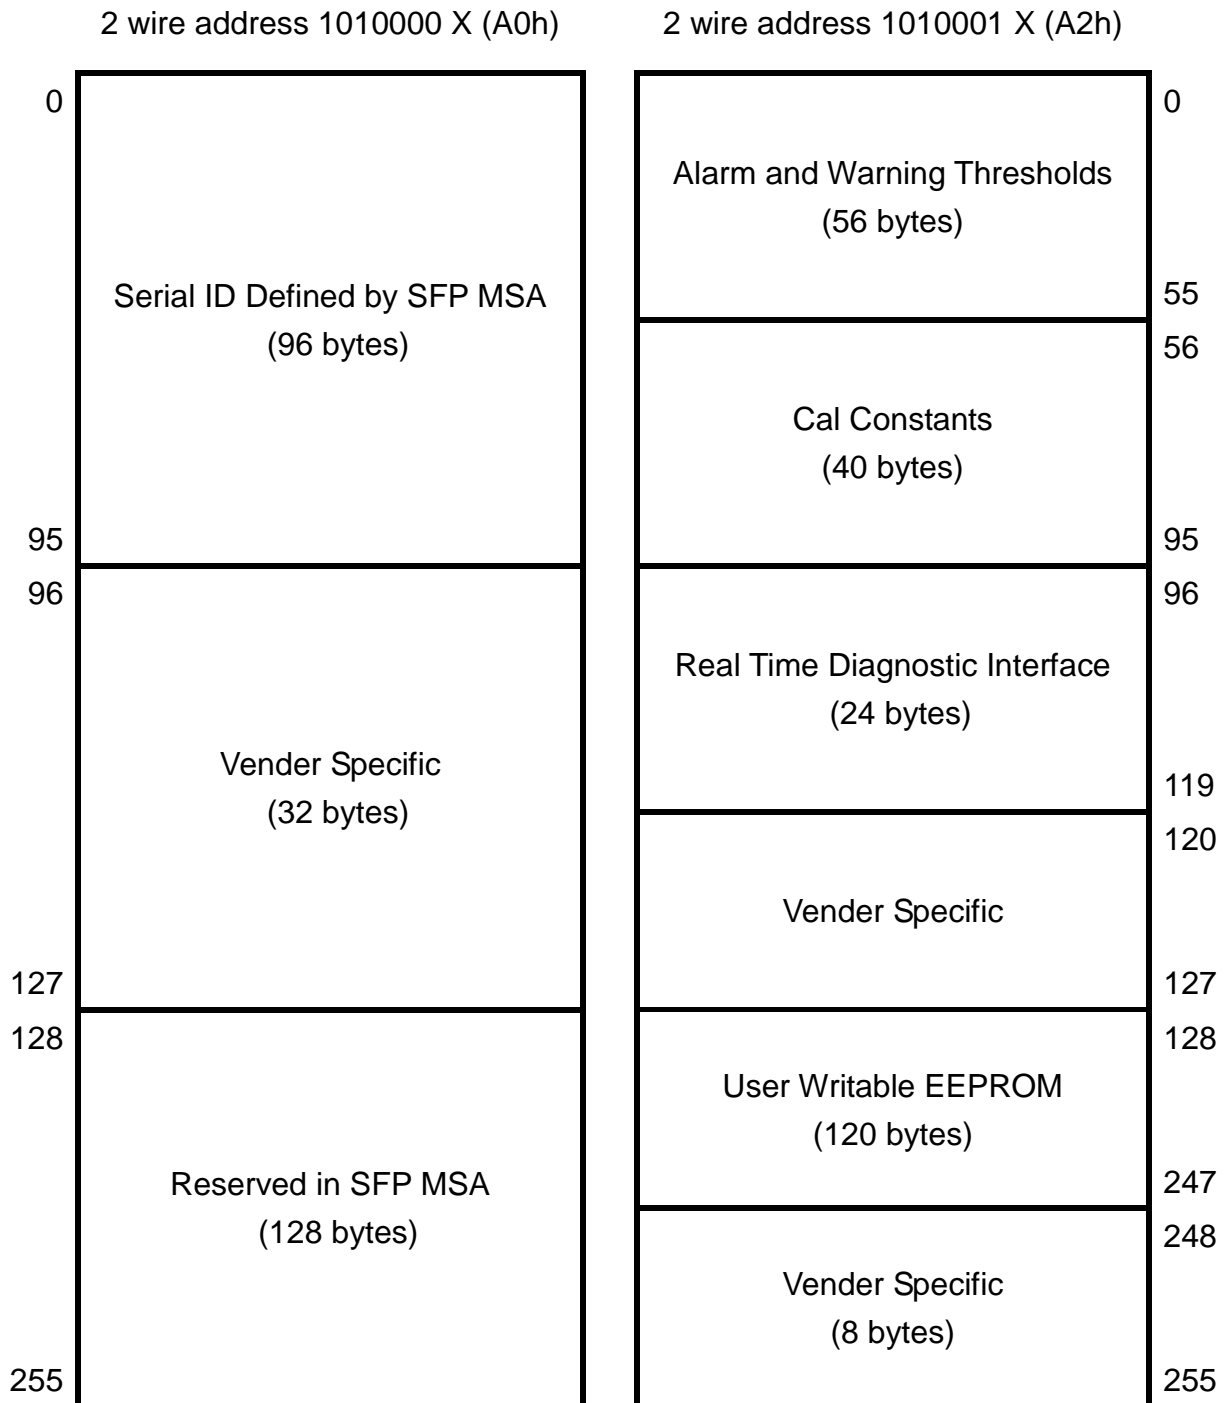 2 wire address 1010000 X (A0h)
0
Serial ID Defined by SFP MSA
(96 bytes)
95
96
Vender Specific
(32 bytes)
127
128
Reserved in SFP MSA
(128 bytes)
255
2 wire address 1010001 X (A2h)
0
Alarm and Warning Thresholds
(56 bytes)
55
56
Cal Constants
(40 bytes)
95
96
Real Time Diagnostic Interface
(24 bytes)
119
120
Vender Specific
127
128
User Writable EEPROM
(120 bytes)
247
248
Vender Specific
(8 bytes)
255